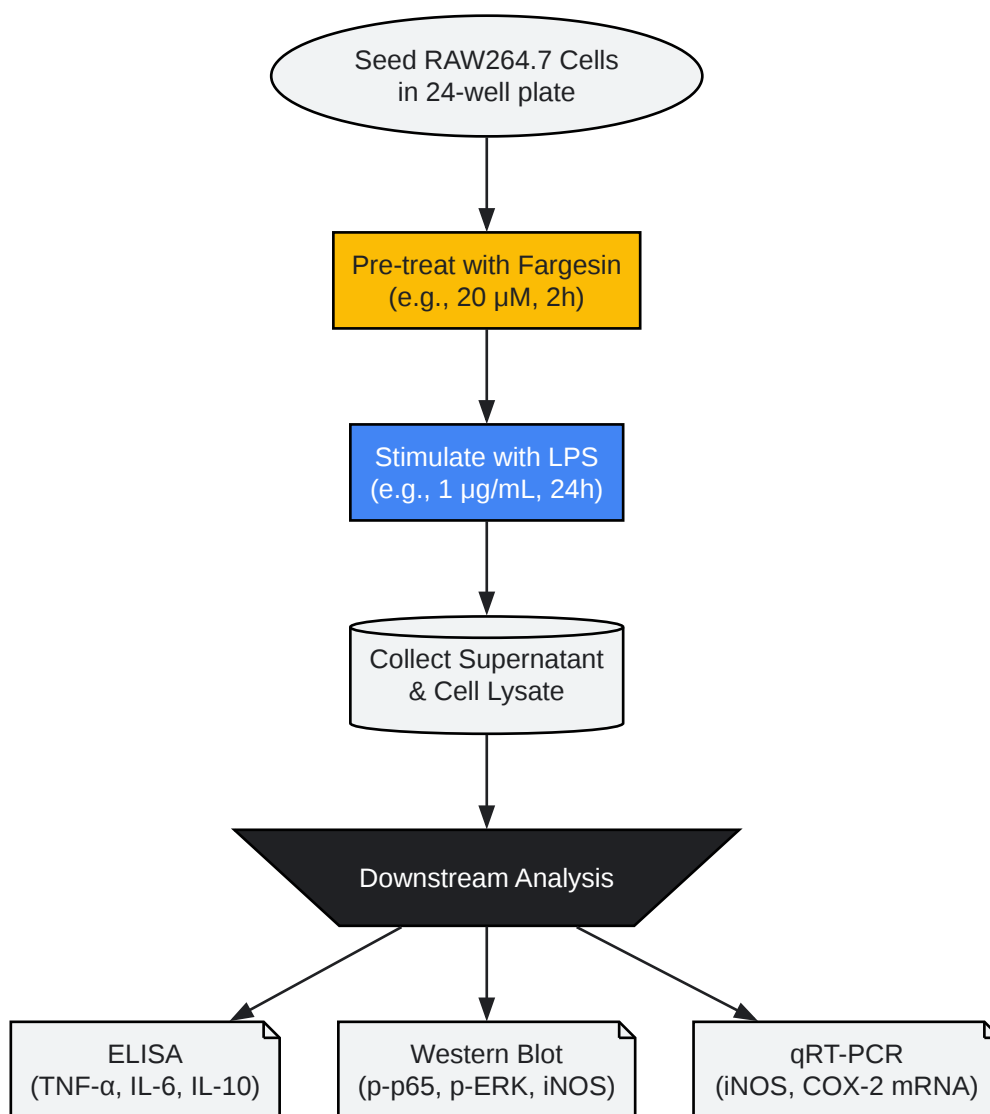 Seed RAW264.7 Cells
in 24-well plate
Pre-treat with Fargesin
(e.g., 20 μM, 2h)
Stimulate with LPS
(e.g., 1 μg/mL, 24h)
Collect Supernatant
& Cell Lysate
Downstream Analysis
ELISA
(TNF-α, IL-6, IL-10)
Western Blot
(p-p65, p-ERK, iNOS)
qRT-PCR
(iNOS, COX-2 mRNA)